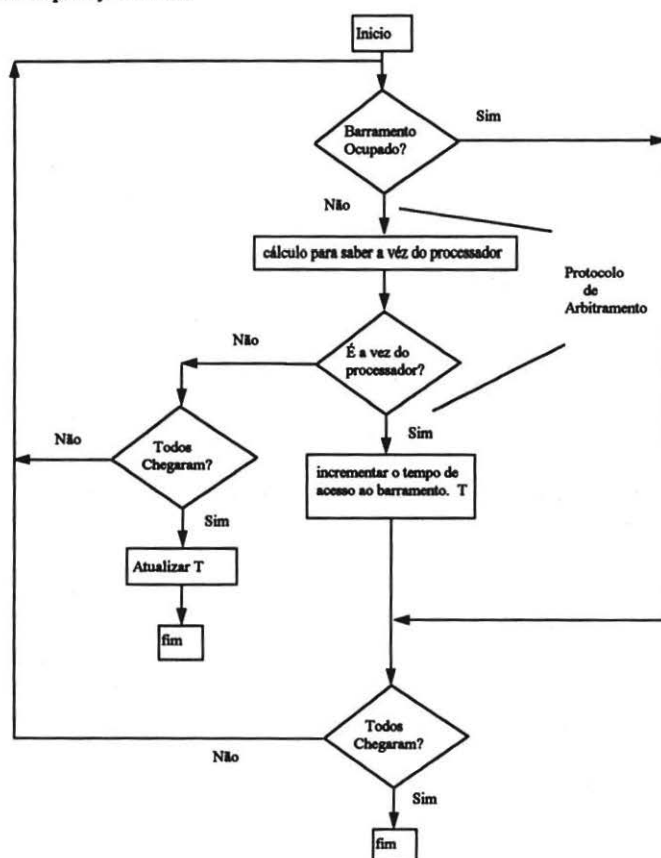 Inicio
Barramento
Ocupado?
Sim
Não
cálculo para saber a véz do processador
Protocolo
de
Arbitramento
Não
É a vez do
processador?
Sim
Não
Todos
Chegaram?
incrementar o tempo de
acesso ao barramento. T
Sim
Atualizar T
fim
Todos
Chegaram?
Não
Sim
fim